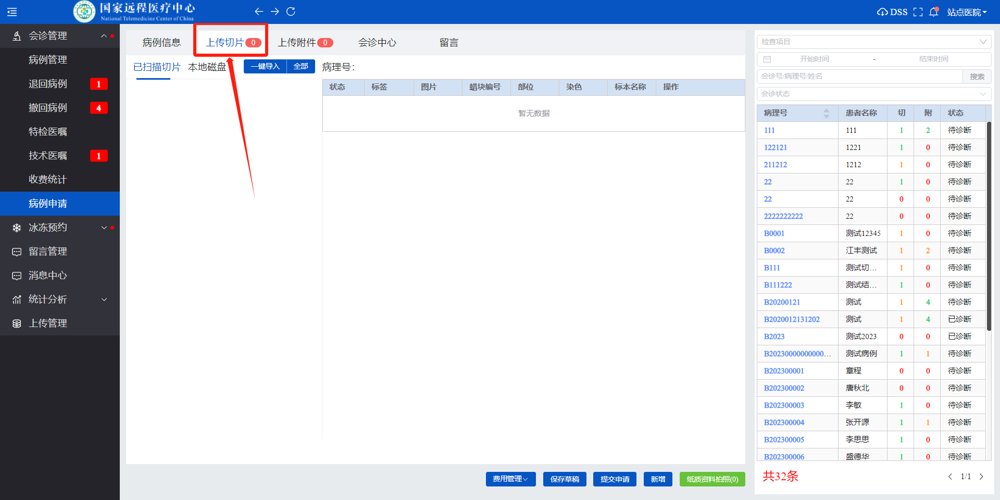 国家远程医疗中心
National Telemedicine Center of China
DSS
站点医院
会诊管理
病例管理
退回病例 1
撤回病例 4
特检医嘱
技术医嘱 1
收费统计
病例申请
冰冻预约
留言管理
消息中心
统计分析
上传管理
病例信息 上传切片 0 上传附件 0 会诊中心 留言
已扫描切片 本地磁盘 一键导入 全部 病理号:
状态 标签 图片 蜡块编号 部位 染色 标本名称 操作
暂无数据
费用管理 保存草稿 提交申请 新增 纸质资料拍照(0)
检查项目
开始时间 - 结束时间
会诊号/病理号/姓名 搜索
会诊状态
病理号 患者名称 切 附 状态
111 111 1 2 待诊断
122121 1221 1 0 待诊断
211212 1212 1 0 待诊断
22 22 1 0 待诊断
22 22 0 0 待诊断
2222222222 22 0 0 待诊断
B0001 测试12345 1 0 待诊断
B0002 江丰测试 1 2 待诊断
B111 测试切... 1 0 待诊断
B111222 测试结... 1 0 待诊断
B20200121 测试 1 4 待诊断
B2020012131202 测试 1 4 已诊断
B2023 测试2023 0 0 已诊断
B20230000000000... 测试病例 1 1 待诊断
B202300001 章程 0 0 待诊断
B202300002 唐秋北 0 0 待诊断
B202300003 李敏 1 0 待诊断
B202300004 张开源 1 1 待诊断
B202300005 李思思 1 0 待诊断
B202300006 盛德华 1 0 待诊断
共32条 1/1